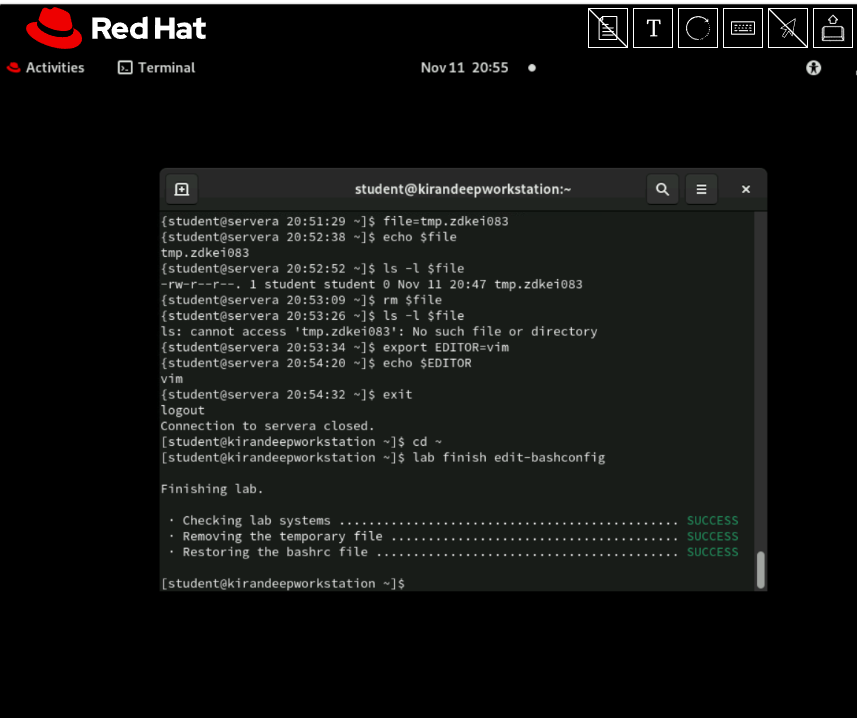 Red Hat
T
Activities Terminal Nov 11 20:55
student@kirandeepworkstation:~
{student@servera 20:51:29 ~]$ file=tmp.zdkei083
{student@servera 20:52:38 ~]$ echo $file
tmp.zdkei083
{student@servera 20:52:52 ~]$ ls -l $file
-rw-r--r--. 1 student student 0 Nov 11 20:47 tmp.zdkei083
{student@servera 20:53:09 ~]$ rm $file
{student@servera 20:53:26 ~]$ ls -l $file
ls: cannot access 'tmp.zdkei083': No such file or directory
{student@servera 20:53:34 ~]$ export EDITOR=vim
{student@servera 20:54:20 ~]$ echo $EDITOR
vim
{student@servera 20:54:32 ~]$ exit
logout
Connection to servera closed.
[student@kirandeepworkstation ~]$ cd ~
[student@kirandeepworkstation ~]$ lab finish edit-bashconfig
Finishing lab.
· Checking lab systems .............................................. SUCCESS
· Removing the temporary file ....................................... SUCCESS
· Restoring the bashrc file ......................................... SUCCESS
[student@kirandeepworkstation ~]$